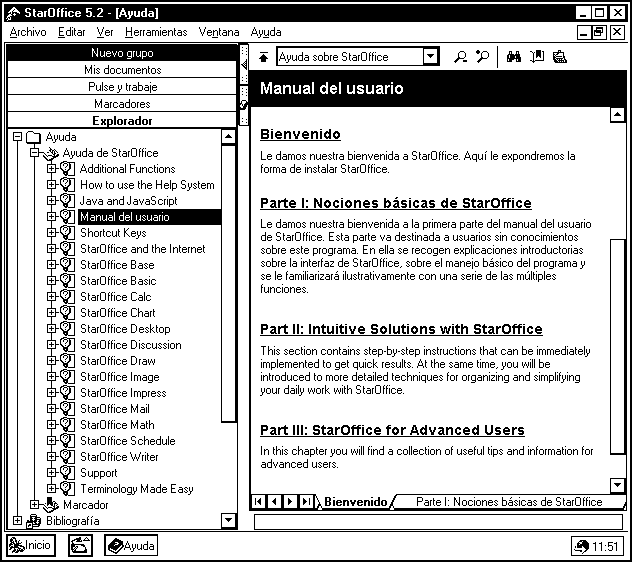 StarOffice 5.2 - [Ayuda]
Archivo Editar Ver Herramientas Ventana Ayuda
Nuevo grupo
Mis documentos
Pulse y trabaje
Marcadores
Explorador
Ayuda
Ayuda de StarOffice
Additional Functions
How to use the Help System
Java and JavaScript
Manual del usuario
Shortcut Keys
StarOffice and the Internet
StarOffice Base
StarOffice Basic
StarOffice Calc
StarOffice Chart
StarOffice Desktop
StarOffice Discussion
StarOffice Draw
StarOffice Image
StarOffice Impress
StarOffice Mail
StarOffice Math
StarOffice Schedule
StarOffice Writer
Support
Terminology Made Easy
Marcador
Bibliografía
Ayuda sobre StarOffice
Manual del usuario
Bienvenido
Le damos nuestra bienvenida a StarOffice. Aquí le expondremos la
forma de instalar StarOffice.
Parte I: Nociones básicas de StarOffice
Le damos nuestra bienvenida a la primera parte del manual del usuario
de StarOffice. Esta parte va destinada a usuarios sin conocimientos
sobre este programa. En ella se recogen explicaciones introductorias
sobre la interfaz de StarOffice, sobre el manejo básico del programa y
se le familiarizará ilustrativamente con una serie de las múltiples
funciones.
Part II: Intuitive Solutions with StarOffice
This section contains step-by-step instructions that can be immediately
implemented to get quick results. At the same time, you will be
introduced to more detailed techniques for organizing and simplifying
your daily work with StarOffice.
Part III: StarOffice for Advanced Users
In this chapter you will find a collection of useful tips and information for
advanced users.
Bienvenido Parte I: Nociones básicas de StarOffice
Inicio Ayuda 11:51